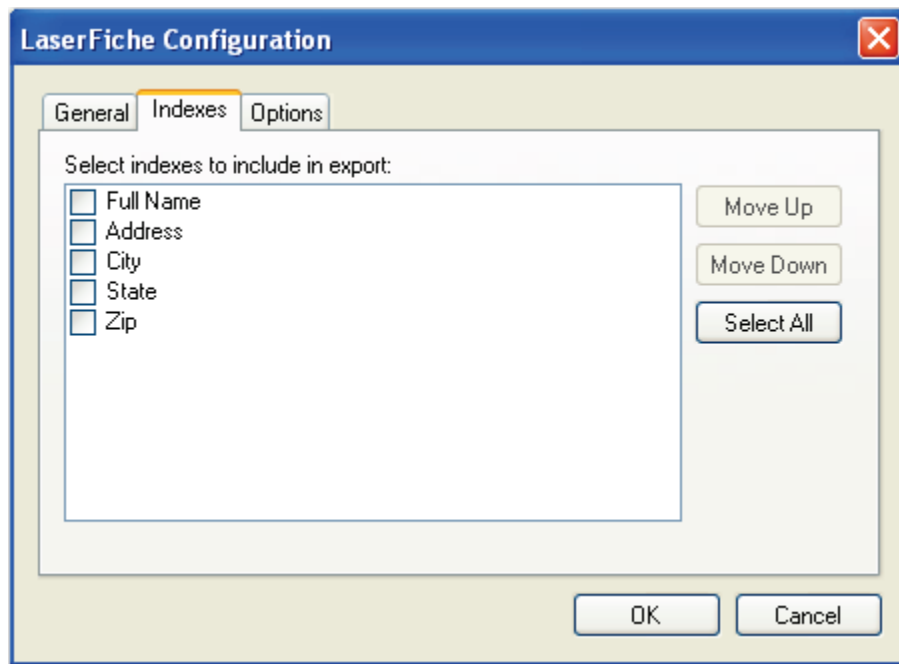 LaserFiche Configuration
General Indexes Options
Select indexes to include in export:
Full Name
Address
City
State
Zip
Move Up
Move Down
Select All
OK Cancel